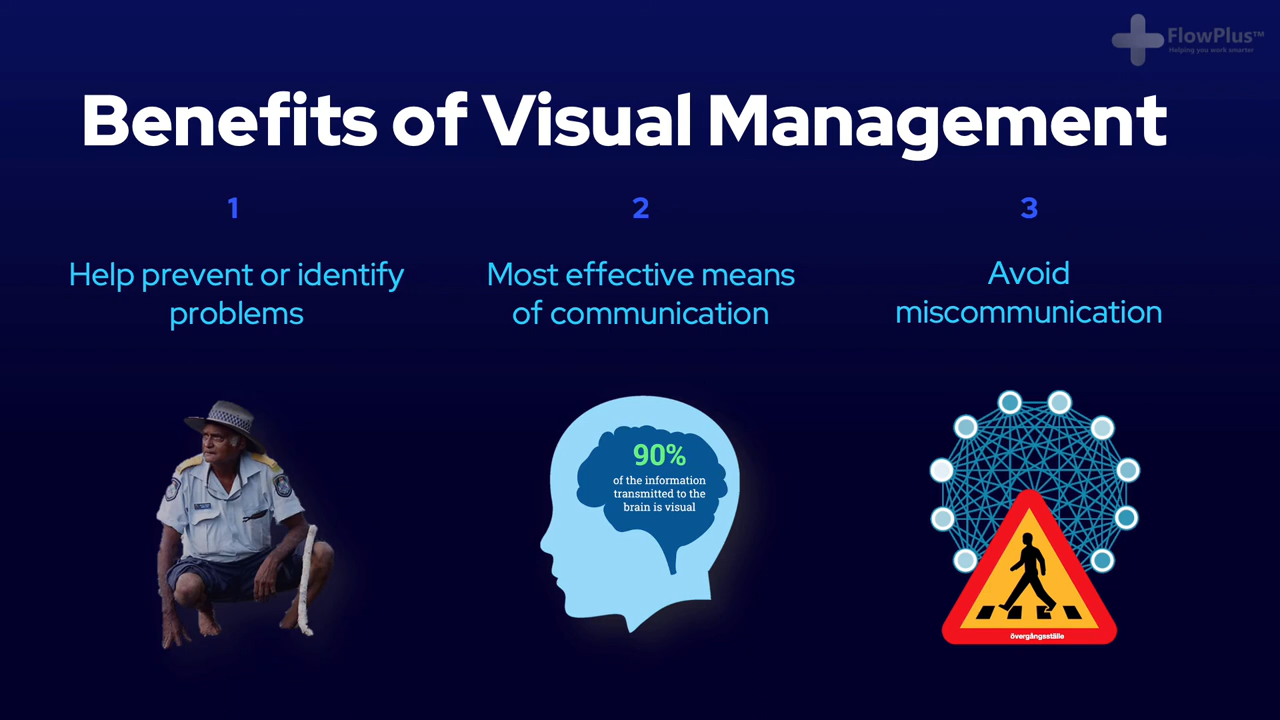 FlowPlus™
Helping you work smarter
Benefits of Visual Management
1
Help prevent or identify
problems
2
Most effective means
of communication
3
Avoid
miscommunication
90%
of the information
transmitted to the
brain is visual
övergångsställe